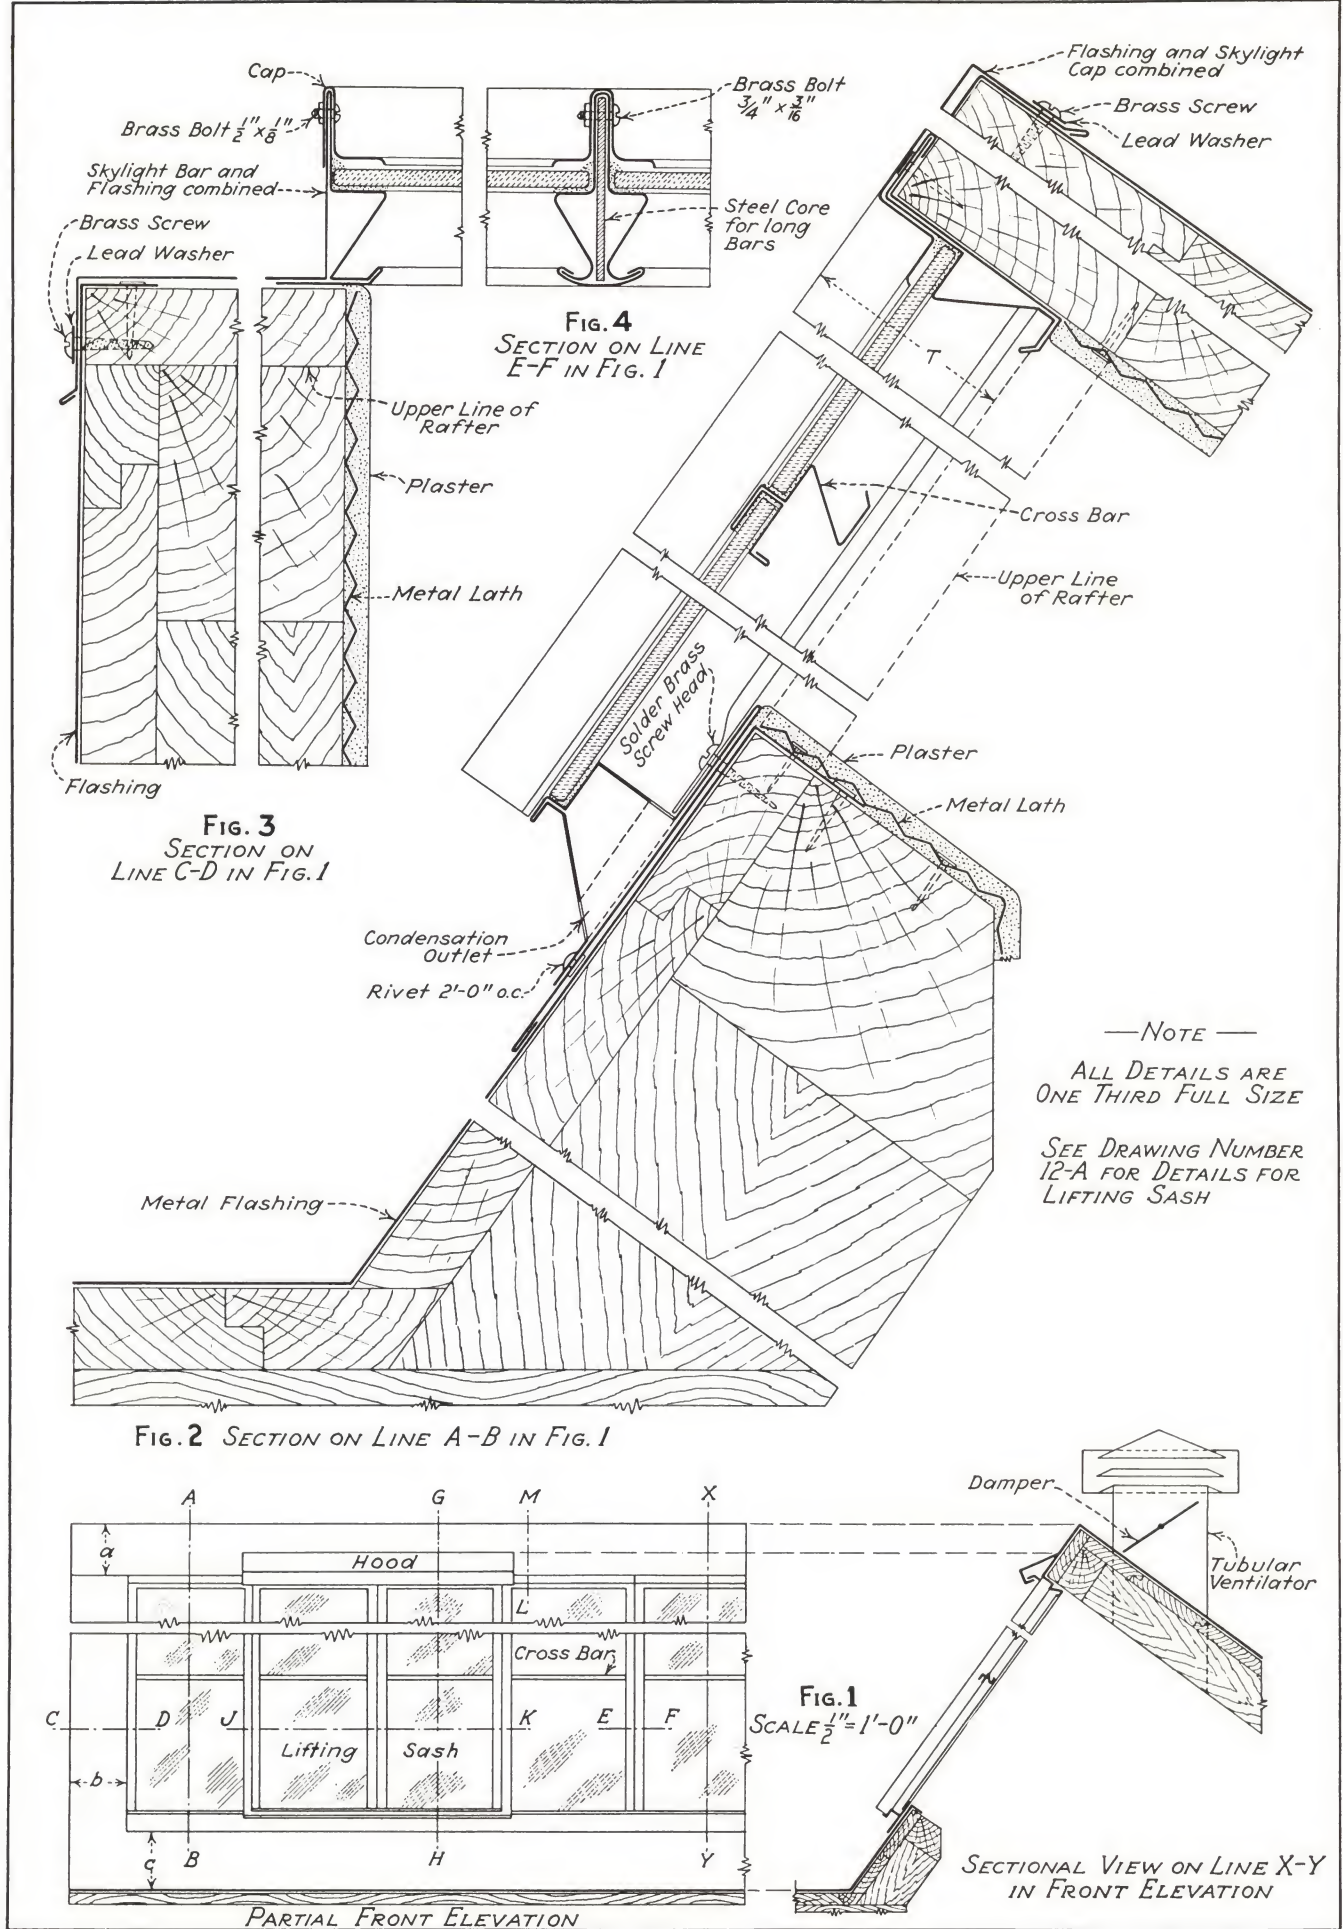 Cap
Brass Bolt 1/2" x 1/8"
Skylight Bar and
Flashing combined
Brass Screw
Lead Washer
Brass Bolt
3/4" x 3/16"
Steel Core
for long
Bars
FIG. 4
SECTION ON LINE
E-F IN FIG. 1
Flashing and Skylight
Cap combined
Brass Screw
Lead Washer
Upper Line of
Rafter
Plaster
Metal Lath
Flashing
FIG. 3
SECTION ON
LINE C-D IN FIG. 1
T
Cross Bar
Upper Line
of Rafter
Solder Brass
Screw Head
Plaster
Metal Lath
Condensation
Outlet
Rivet 2'-0" o.c.
Metal Flashing
— NOTE —
ALL DETAILS ARE
ONE THIRD FULL SIZE
SEE DRAWING NUMBER
12-A FOR DETAILS FOR
LIFTING SASH
FIG. 2 SECTION ON LINE A-B IN FIG. 1
A
G
M
X
a
Hood
L
Cross Bar
C
D
J
K
E
F
Lifting Sash
b
c
B
H
Y
PARTIAL FRONT ELEVATION
FIG. 1
SCALE 1/2" = 1'-0"
Damper
Tubular
Ventilator
SECTIONAL VIEW ON LINE X-Y
IN FRONT ELEVATION